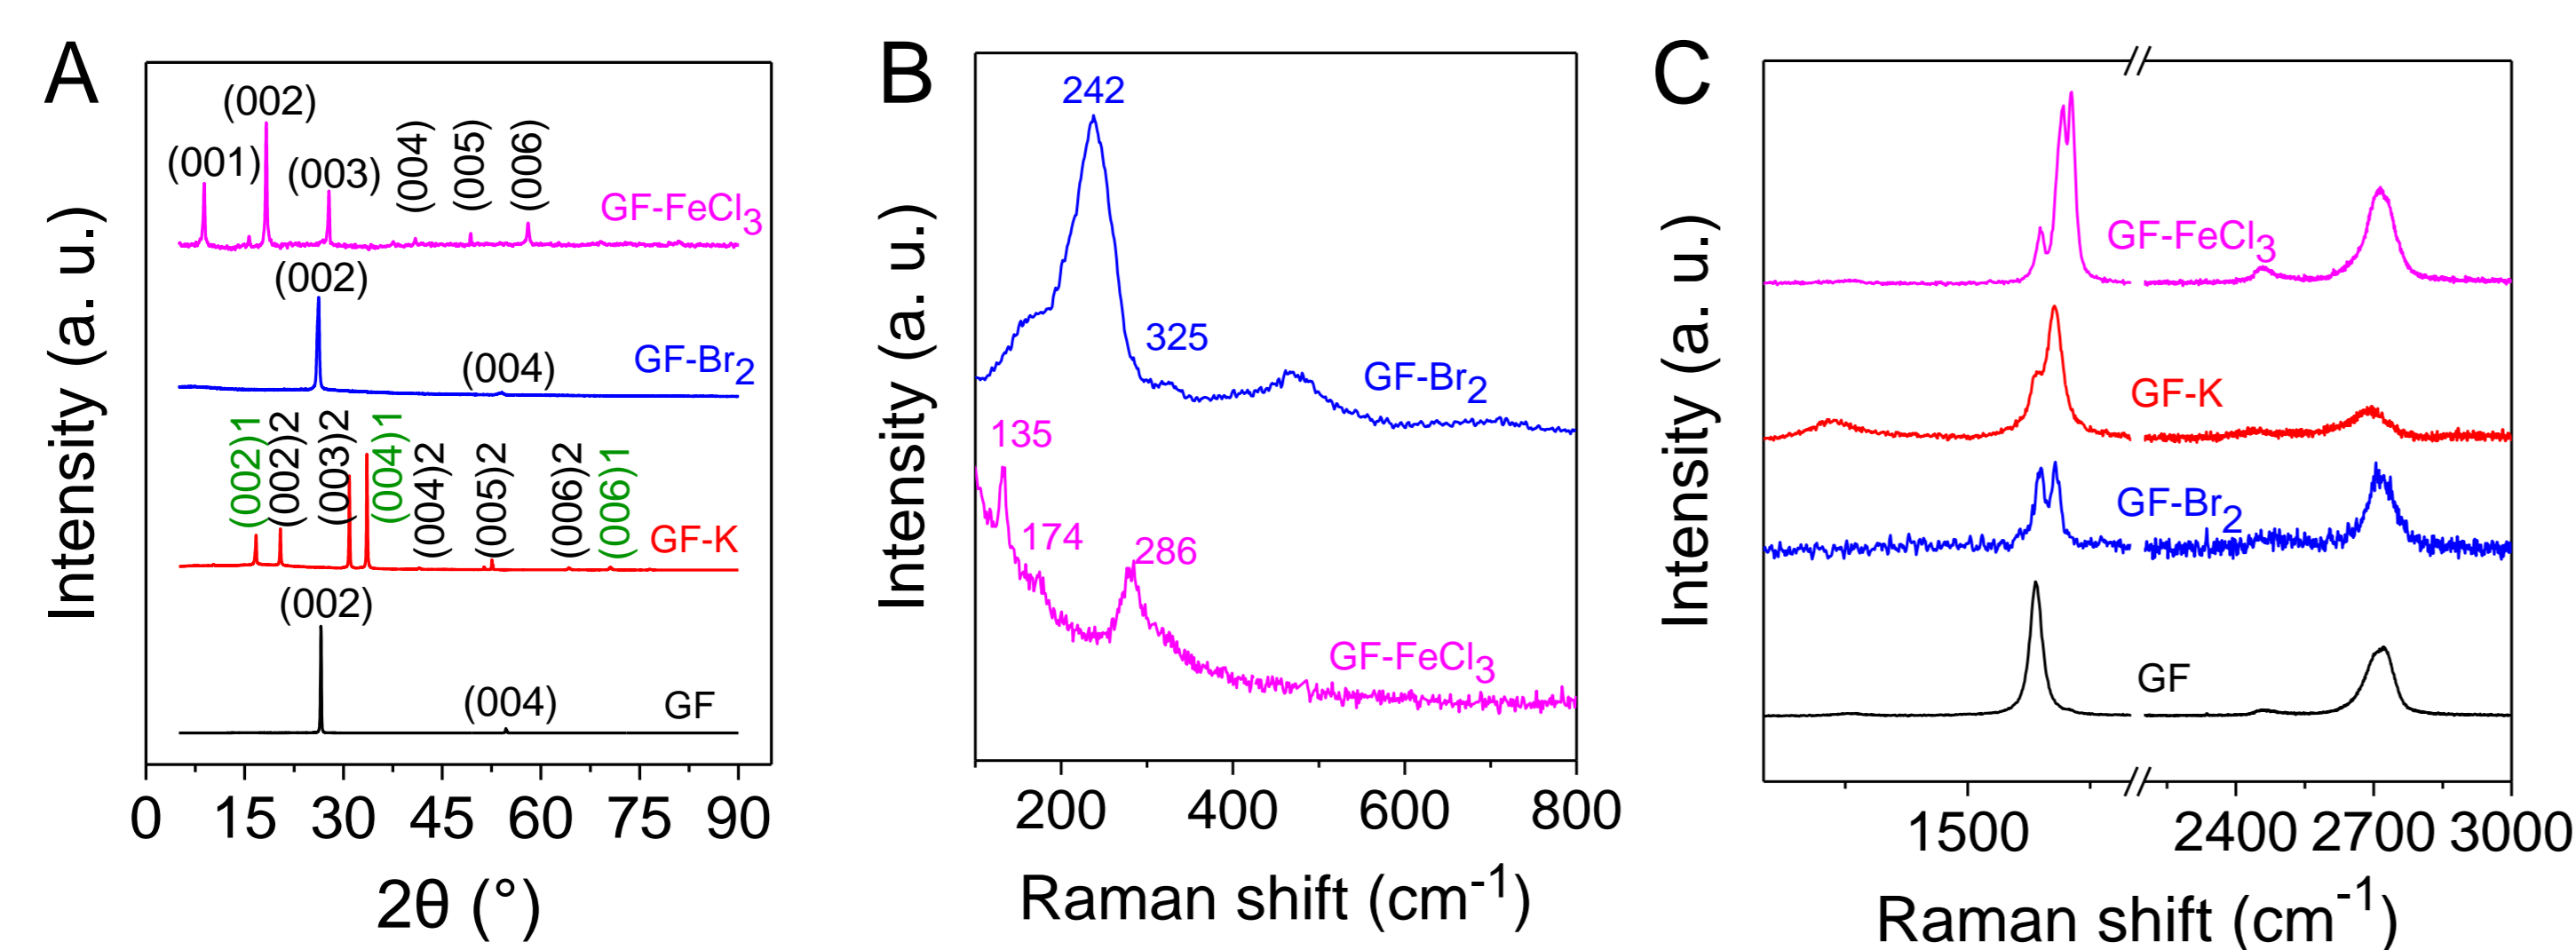 A
Intensity (a. u.)
(001)
(002)
(003)
(004)
(005)
(006)
GF-FeCl3
(002)
(004)
GF-Br2
(002)1
(002)2
(003)2
(004)1
(004)2
(005)2
(006)2
(006)1
GF-K
(002)
(004)
GF
0 15 30 45 60 75 90
2θ (°)
B
Intensity (a. u.)
242
325
GF-Br2
135
174
286
GF-FeCl3
200 400 600 800
Raman shift (cm-1)
C
Intensity (a. u.)
GF-FeCl3
GF-K
GF-Br2
GF
1500 2400 2700 3000
Raman shift (cm-1)